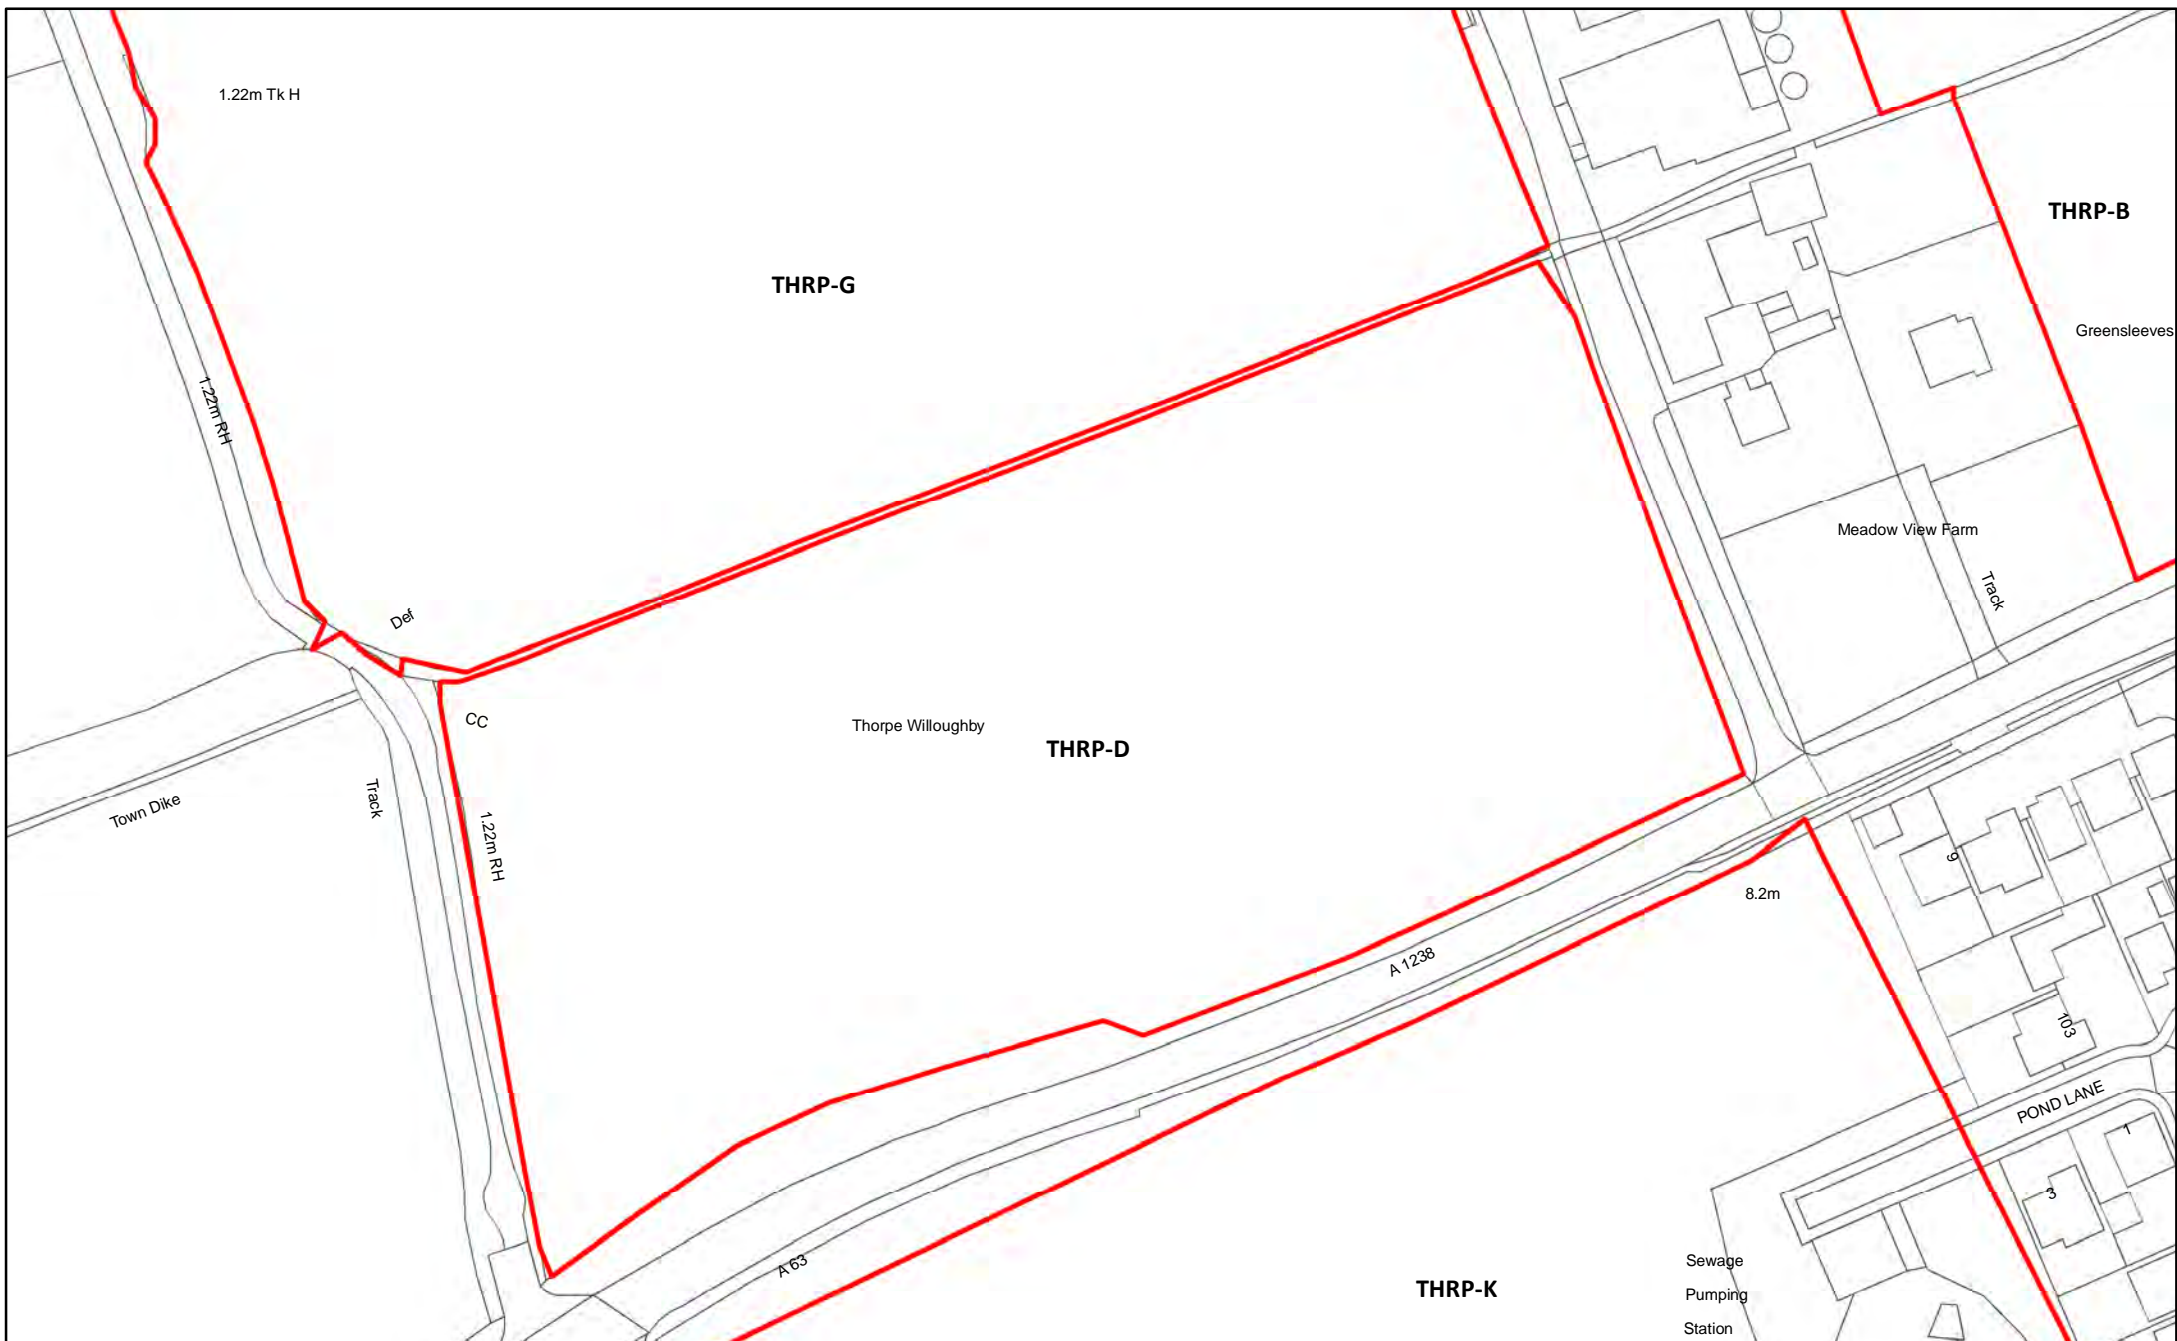 1.22m Tk H
THRP-B
THRP-G
Greensleeves
1.22m RH
Meadow View Farm
Track
Def
CC
Thorpe Willoughby
THRP-D
Town Dike
Track
1.22m RH
9
8.2m
A 1238
103
POND LANE
1
3
A 63
THRP-K
Sewage
Pumping
Station